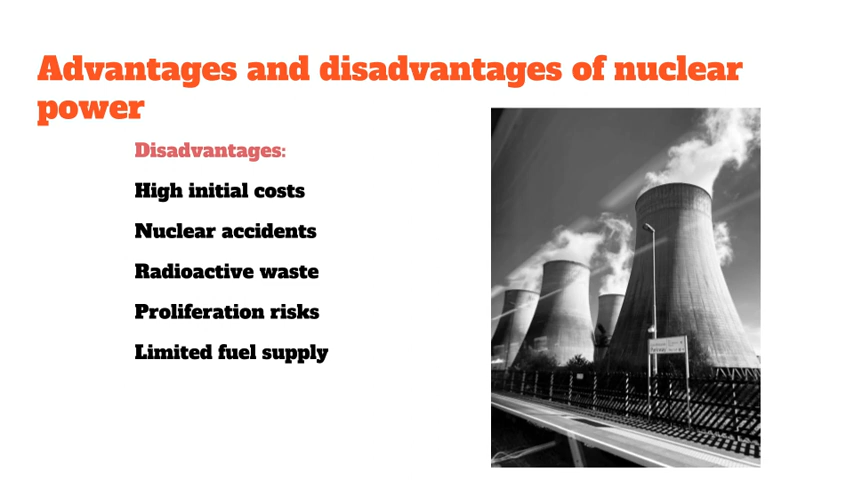 Advantages and disadvantages of nuclear
power
Disadvantages:
High initial costs
Nuclear accidents
Radioactive waste
Proliferation risks
Limited fuel supply